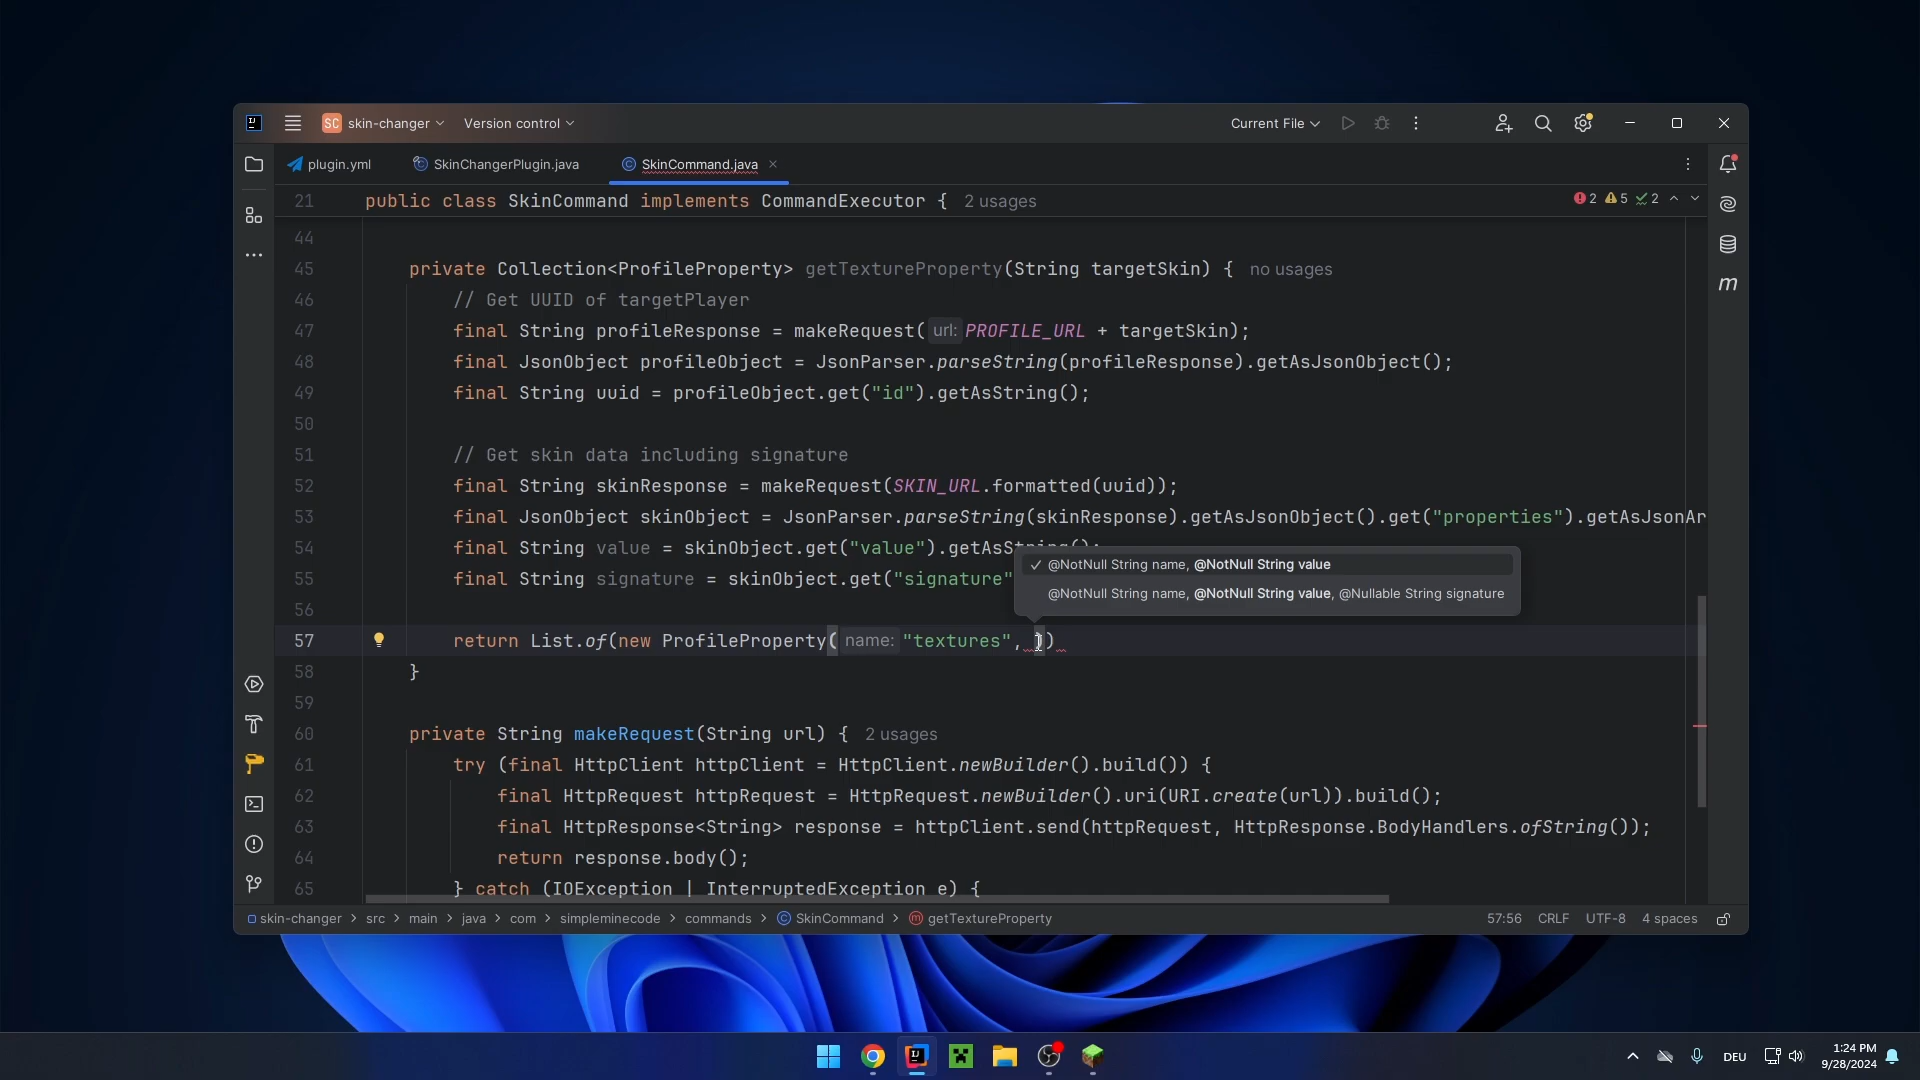 SC skin-changer Version control Current File
plugin.yml SkinChangerPlugin.java SkinCommand.java
21 public class SkinCommand implements CommandExecutor { 2 usages 2 5 2
44
45 private Collection<ProfileProperty> getTextureProperty(String targetSkin) { no usages
46 // Get UUID of targetPlayer
47 final String profileResponse = makeRequest( url: PROFILE_URL + targetSkin);
48 final JsonObject profileObject = JsonParser.parseString(profileResponse).getAsJsonObject();
49 final String uuid = profileObject.get("id").getAsString();
50
51 // Get skin data including signature
52 final String skinResponse = makeRequest(SKIN_URL.formatted(uuid));
53 final JsonObject skinObject = JsonParser.parseString(skinResponse).getAsJsonObject().get("properties").getAsJsonAr
54 final String value = skinObject.get("value").getAsString();
@NotNull String name, @NotNull String value
55 final String signature = skinObject.get("signature"
@NotNull String name, @NotNull String value, @Nullable String signature
56
57 return List.of(new ProfileProperty( name: "textures", ))
58 }
59
60 private String makeRequest(String url) { 2 usages
61 try (final HttpClient httpClient = HttpClient.newBuilder().build()) {
62 final HttpRequest httpRequest = HttpRequest.newBuilder().uri(URI.create(url)).build();
63 final HttpResponse<String> response = httpClient.send(httpRequest, HttpResponse.BodyHandlers.ofString());
64 return response.body();
65 } catch (IOException | InterruptedException e) {
skin-changer > src > main > java > com > simpleminecode > commands > SkinCommand > getTextureProperty 57:56 CRLF UTF-8 4 spaces
DEU 1:24 PM
9/28/2024